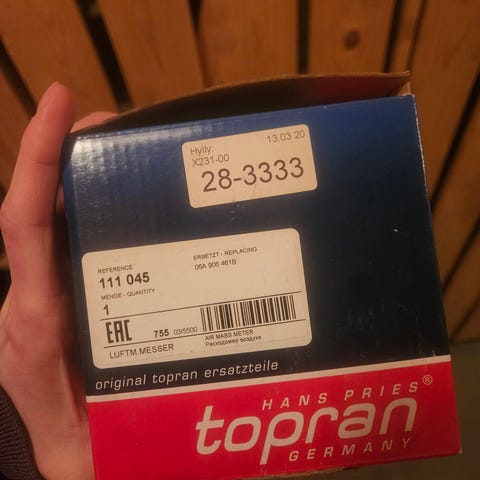 Hylly: 13.03.20
X231-00
28-3333
REFERENCE
111 045
ERSETZT - REPLACING
06A 906 461B
MENGE - QUANTITY
1
EAC 755 03I5500
LUFTM.MESSER
AIR MASS METER
Расходомер воздуха
original topran ersatzteile
HANS PRIES®
topran
GERMANY